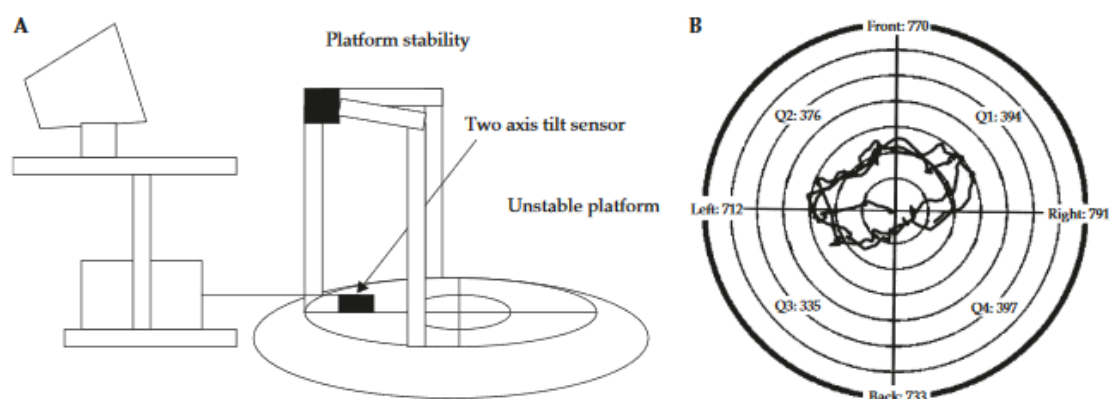 A
Platform stability
Two axis tilt sensor
Unstable platform
B
Front: 770
Q2: 376
Q1: 394
Left: 712
Right: 791
Q3: 335
Q4: 397
Back: 733